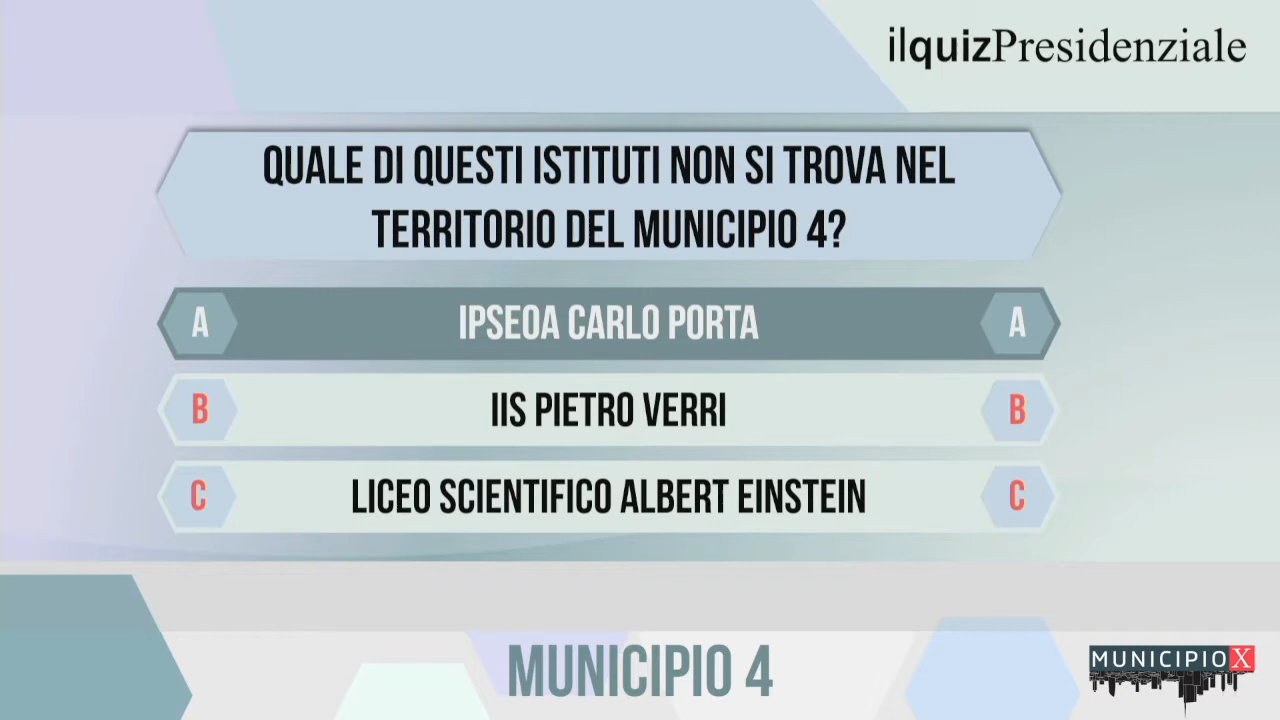 ilquizPresidenziale
QUALE DI QUESTI ISTITUTI NON SI TROVA NEL
TERRITORIO DEL MUNICIPIO 4?
A IPSEOA CARLO PORTA A
B IIS PIETRO VERRI B
C LICEO SCIENTIFICO ALBERT EINSTEIN C
MUNICIPIO 4
MUNICIPIO X